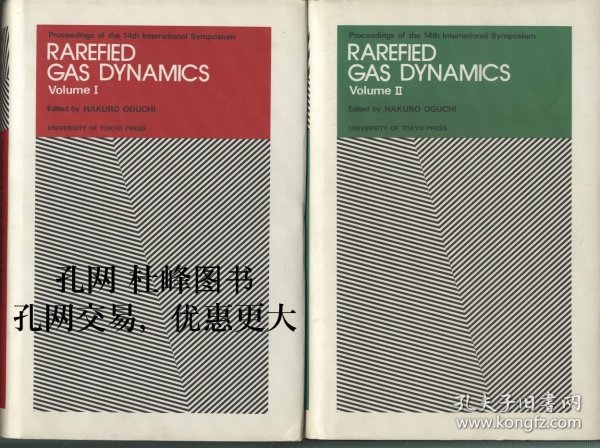 Proceedings of the 14th International Symposium
RAREFIED
GAS DYNAMICS
Volume I
Edited by HAKURO OGUCHI
UNIVERSITY OF TOKYO PRESS
Proceedings of the 14th International Symposium
RAREFIED
GAS DYNAMICS
Volume II
Edited by HAKURO OGUCHI
UNIVERSITY OF TOKYO PRESS
孔网 杜峰图书
孔网交易，优惠更大
孔夫子旧书网
www.kongfz.com